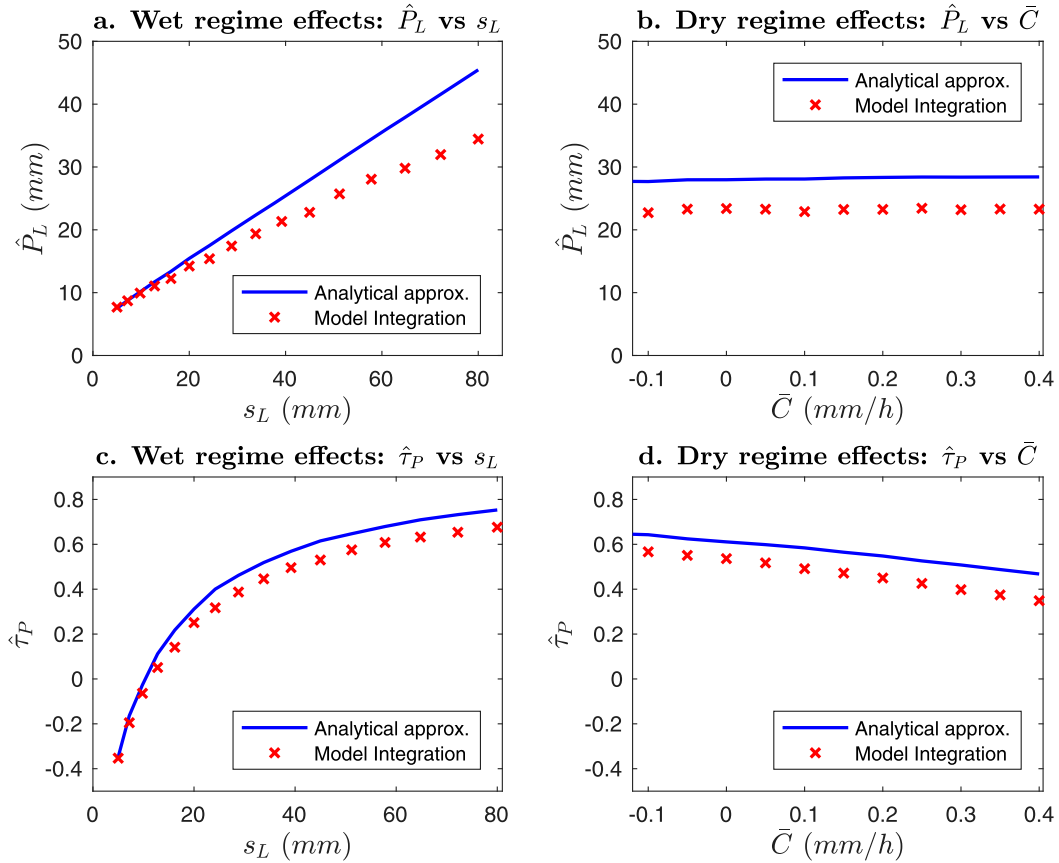 a. Wet regime effects: P̂_L vs s_L
50
40
30
20
10
0
P̂_L (mm)
Analytical approx.
Model Integration
0 20 40 60 80
s_L (mm)
b. Dry regime effects: P̂_L vs C̄
50
40
30
20
10
0
P̂_L (mm)
Analytical approx.
Model Integration
-0.1 0 0.1 0.2 0.3 0.4
C̄ (mm/h)
c. Wet regime effects: τ̂_P vs s_L
0.8
0.6
0.4
0.2
0
-0.2
-0.4
τ̂_P
Analytical approx.
Model Integration
0 20 40 60 80
s_L (mm)
d. Dry regime effects: τ̂_P vs C̄
0.8
0.6
0.4
0.2
0
-0.2
-0.4
τ̂_P
Analytical approx.
Model Integration
-0.1 0 0.1 0.2 0.3 0.4
C̄ (mm/h)